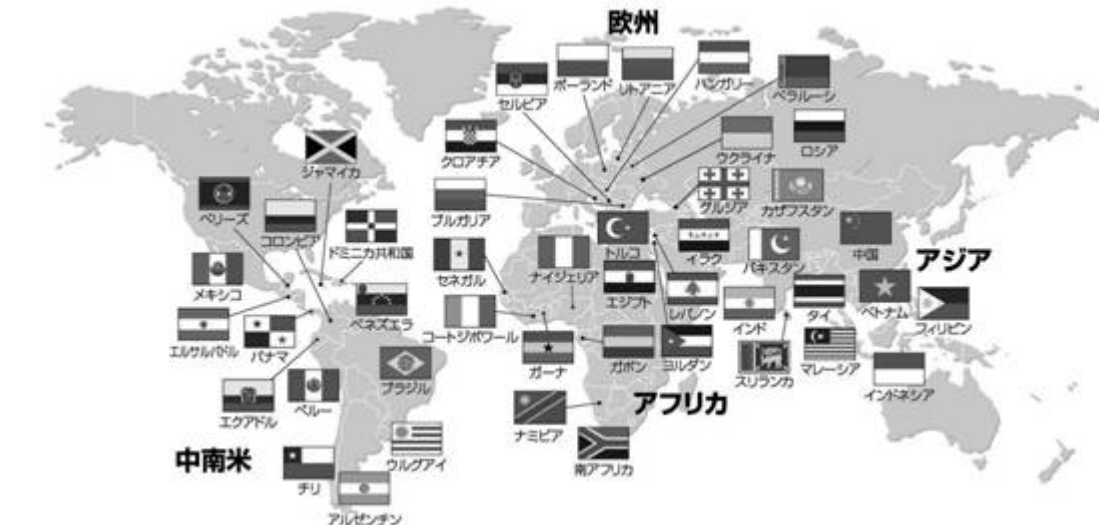 欧州
ポーランド
リトアニア
ハンガリー
セルビア
ベラルーシ
クロアチア
ウクライナ
ロシア
ジャマイカ
ブルガリア
グルジア
カザフスタン
ベリーズ
コロンビア
ドミニカ共和国
セネガル
ナイジェリア
トルコ
イラク
パキスタン
中国
アジア
メキシコ
ベネズエラ
エジプト
レバノン
インド
タイ
ベトナム
フィリピン
エルサルバドル
パナマ
コートジボワール
ガーナ
ガボン
ヨルダン
スリランカ
マレーシア
インドネシア
エクアドル
ペルー
ブラジル
アフリカ
ナミビア
南アフリカ
中南米
ウルグアイ
チリ
アルゼンチン